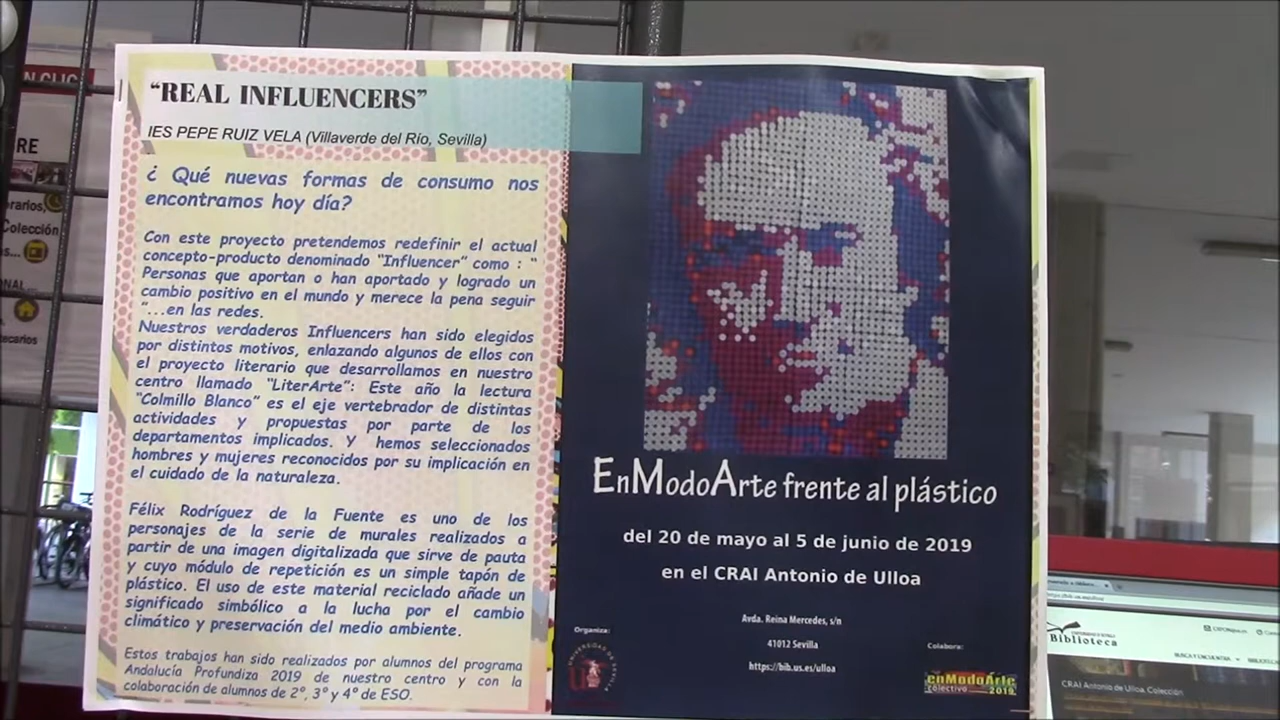 "REAL INFLUENCERS"
IES PEPE RUIZ VELA (Villaverde del Río, Sevilla)
¿ Qué nuevas formas de consumo nos
encontramos hoy día?
Con este proyecto pretendemos redefinir el actual
concepto-producto denominado "Influencer" como : "
Personas que aportan o han aportado y logrado un
cambio positivo en el mundo y merece la pena seguir
"...en las redes.
Nuestros verdaderos Influencers han sido elegidos
por distintos motivos, enlazando algunos de ellos con
el proyecto literario que desarrollamos en nuestro
centro llamado "LiterArte": Este año la lectura
"Colmillo Blanco" es el eje vertebrador de distintas
actividades y propuestas por parte de los
departamentos implicados. Y hemos seleccionados
hombres y mujeres reconocidos por su implicación en
el cuidado de la naturaleza.
Félix Rodríguez de la Fuente es uno de los
personajes de la serie de murales realizados a
partir de una imagen digitalizada que sirve de pauta
y cuyo módulo de repetición es un simple tapón de
plástico. El uso de este material reciclado añade un
significado simbólico a la lucha por el cambio
climático y preservación del medio ambiente.
Estos trabajos han sido realizados por alumnos del programa
Andalucía Profundiza 2019 de nuestro centro y con la
colaboración de alumnos de 2º, 3º y 4º de ESO.
EnModoArte frente al plástico
del 20 de mayo al 5 de junio de 2019
en el CRAI Antonio de Ulloa
Avda. Reina Mercedes, s/n
41012 Sevilla
https://bib.us.es/ulloa
Organiza:
Colabora:
enModoArte
colectivo 2019
N CLIC
RE
Colección
NAL...
Biblioteca
CRAI Antonio de Ulloa. Colección